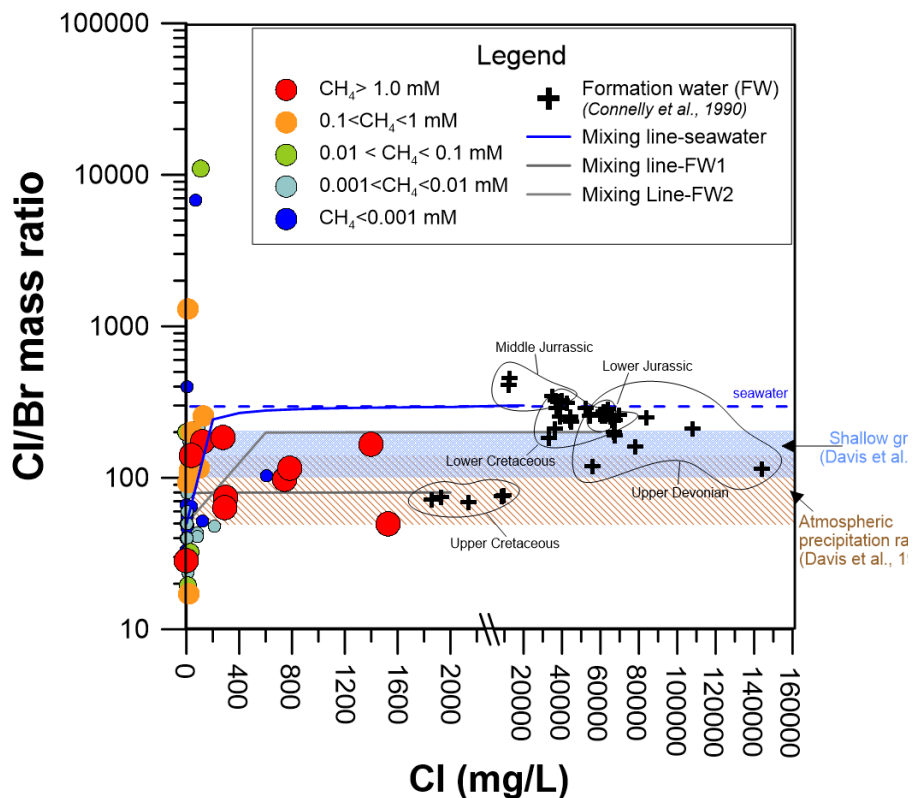 100000
10000
1000
100
10
Cl/Br mass ratio
Legend
CH₄> 1.0 mM
0.1<CH₄<1 mM
0.01 < CH₄< 0.1 mM
0.001<CH₄<0.01 mM
CH₄<0.001 mM
Formation water (FW)
(Connelly et al., 1990)
Mixing line-seawater
Mixing line-FW1
Mixing Line-FW2
Middle Jurrassic
Lower Jurassic
seawater
Lower Cretaceous
Upper Devonian
Upper Cretaceous
Shallow gr
(Davis et al.
Atmospheric
precipitation ra
(Davis et al., 19
0
400
800
1200
1600
2000
20000
40000
60000
80000
100000
120000
140000
160000
Cl (mg/L)